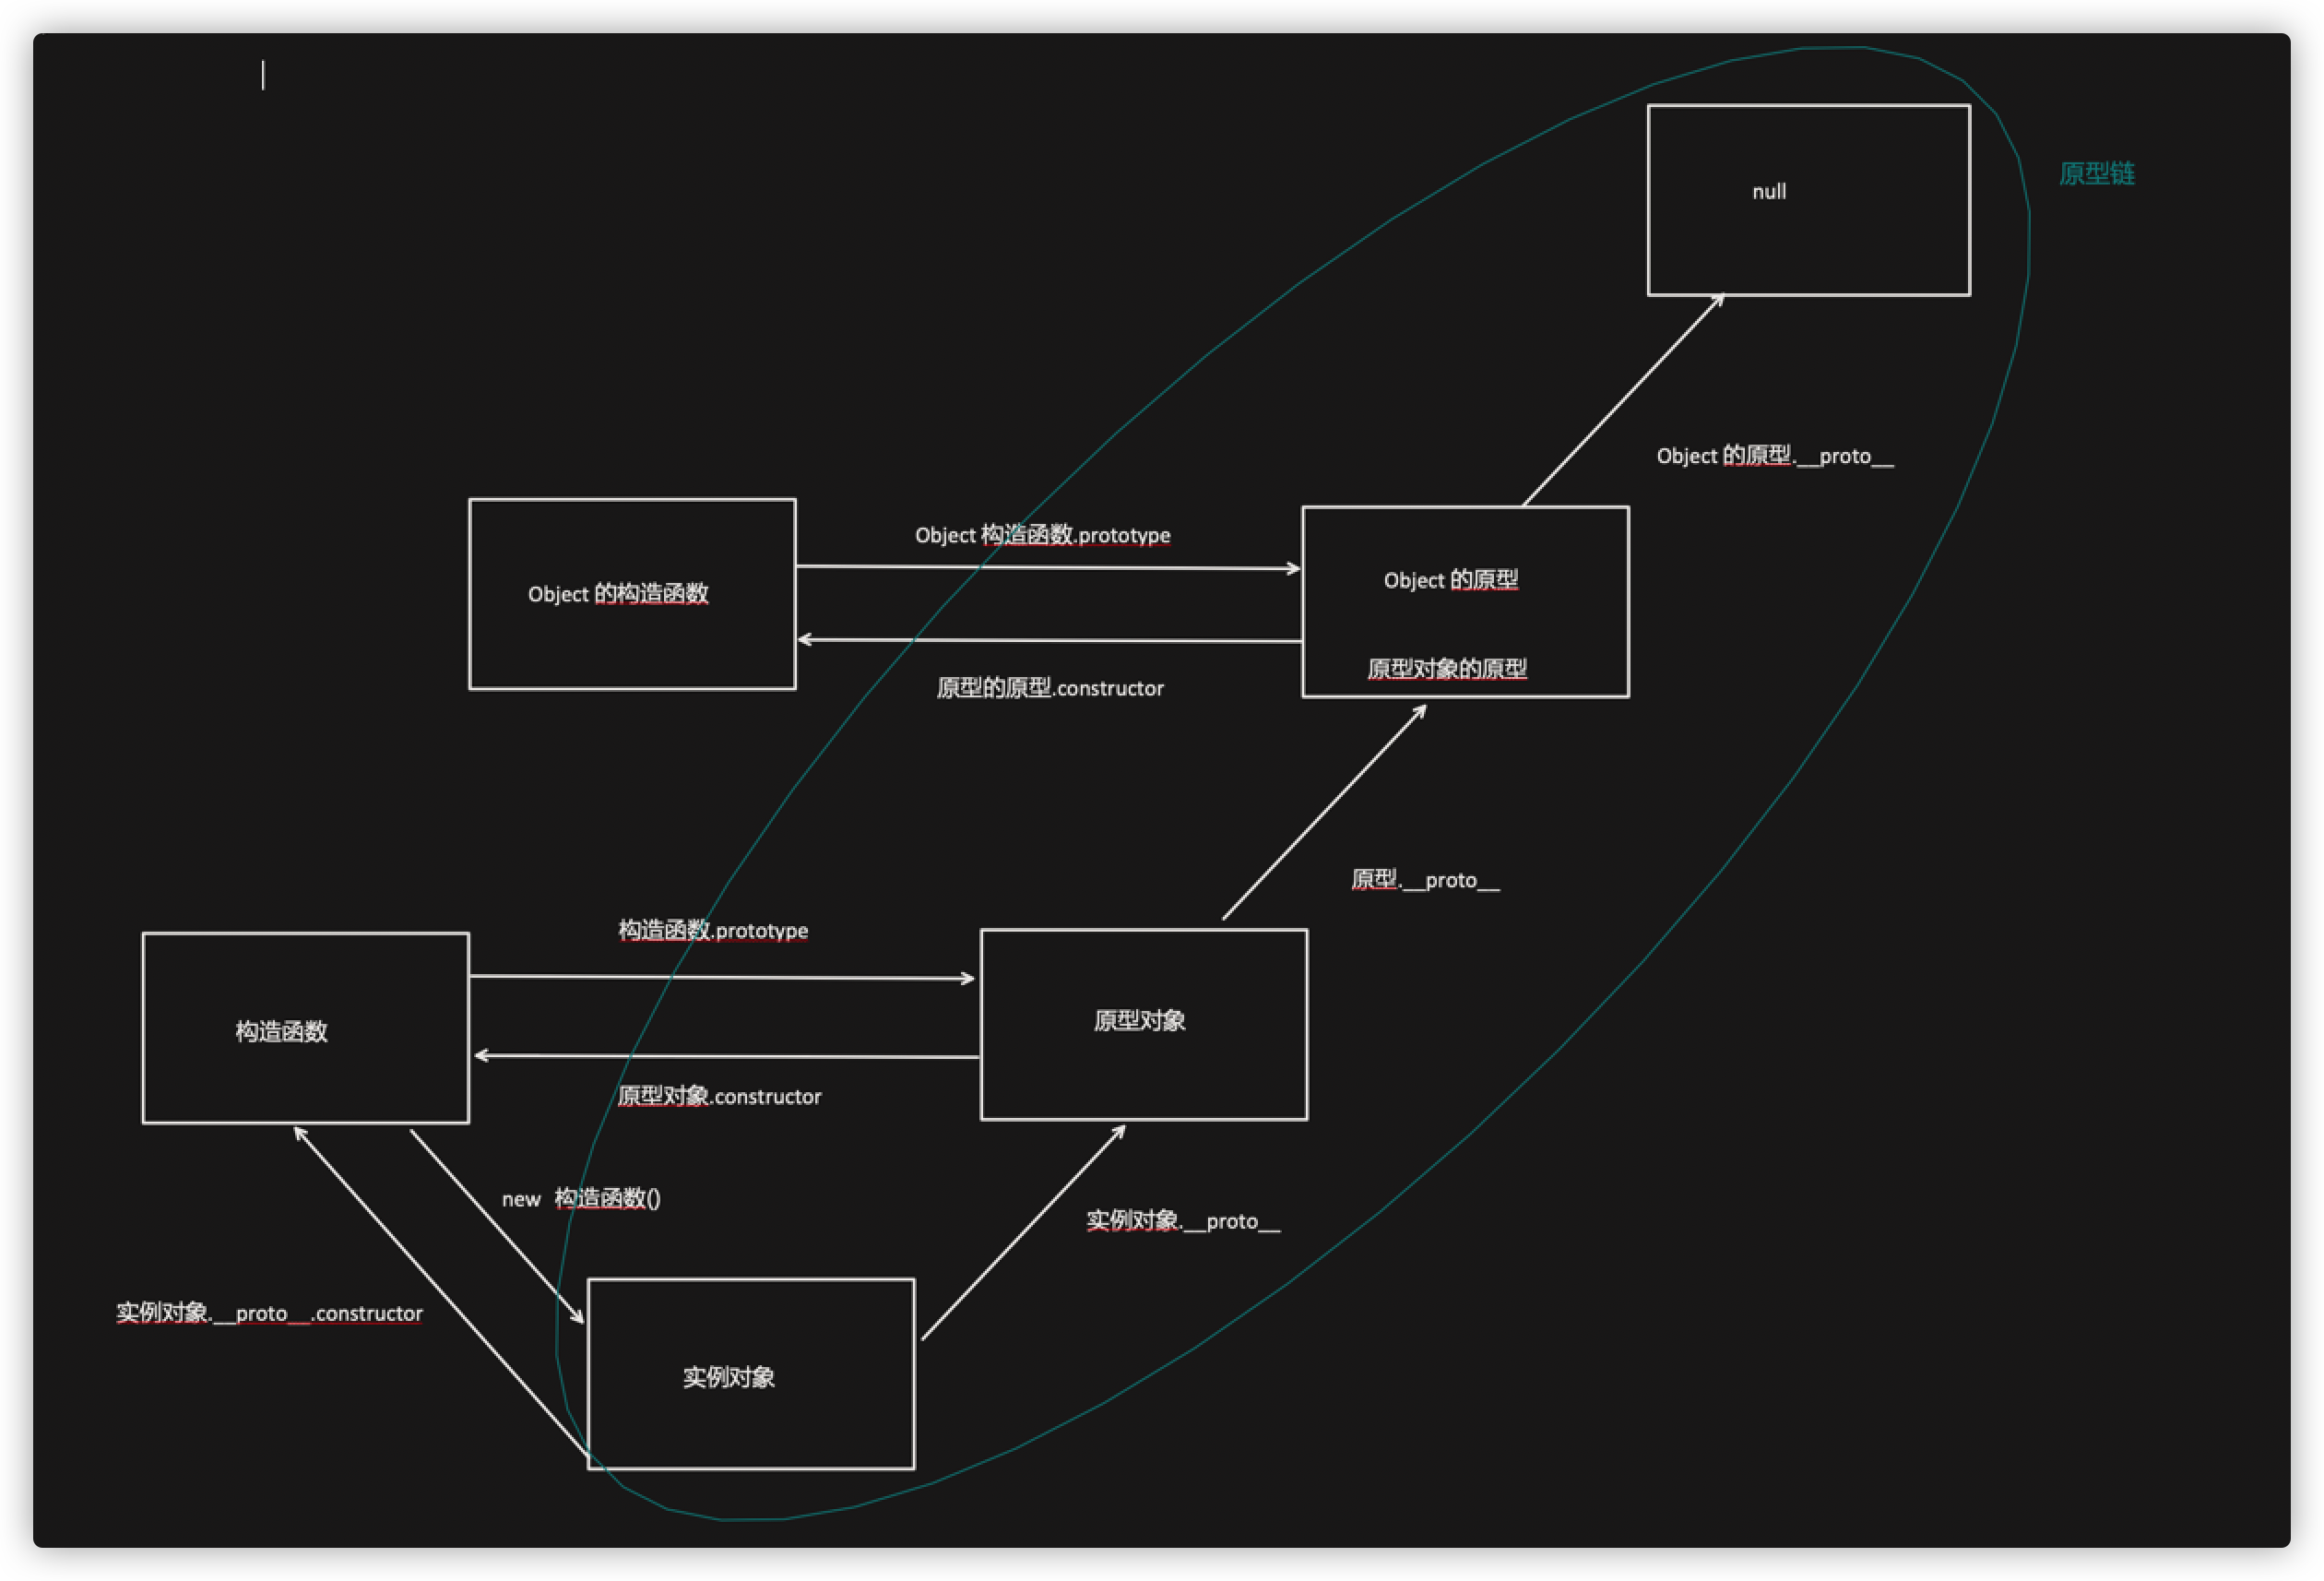 null
原型链
Object 的原型.__proto__
Object 构造函数.prototype
Object 的构造函数
Object 的原型
原型对象的原型
原型的原型.constructor
原型.__proto__
构造函数.prototype
构造函数
原型对象
原型对象.constructor
new 构造函数()
实例对象.__proto__
实例对象.__proto__.constructor
实例对象